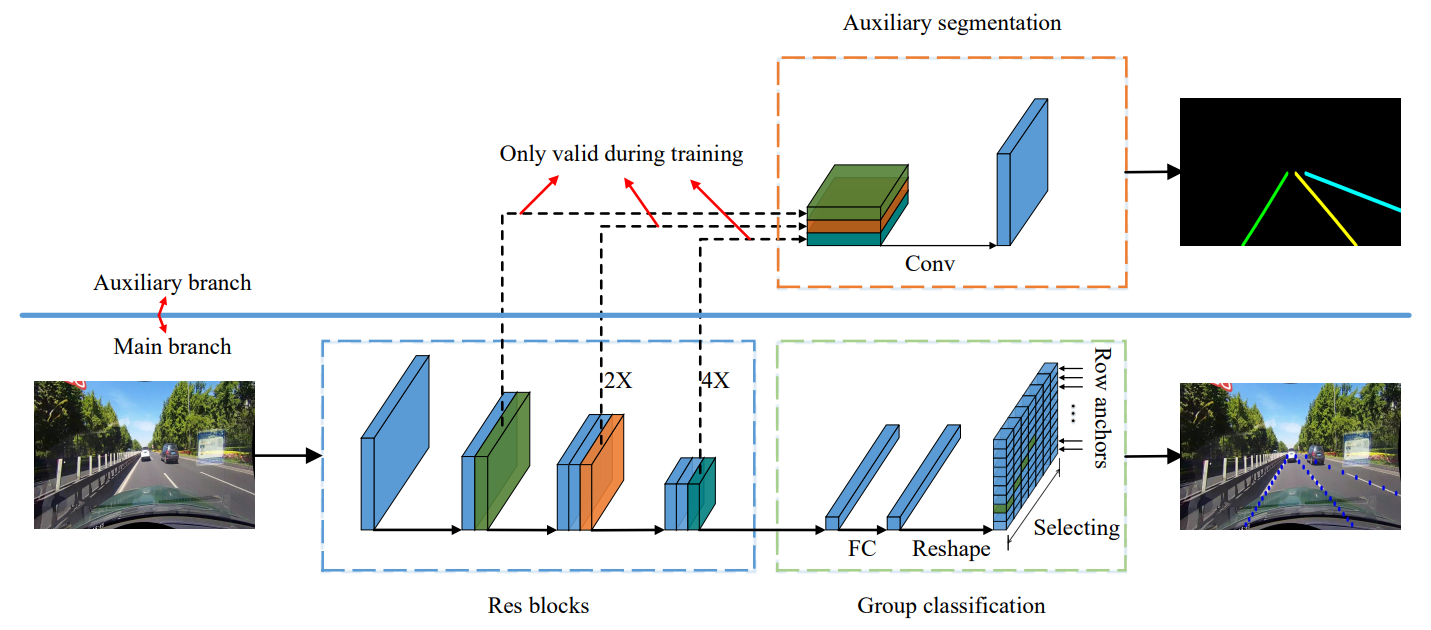 Auxiliary segmentation
Only valid during training
Conv
Auxiliary branch
Main branch
2X
4X
Row anchors
...
Selecting
FC
Reshape
Res blocks
Group classification